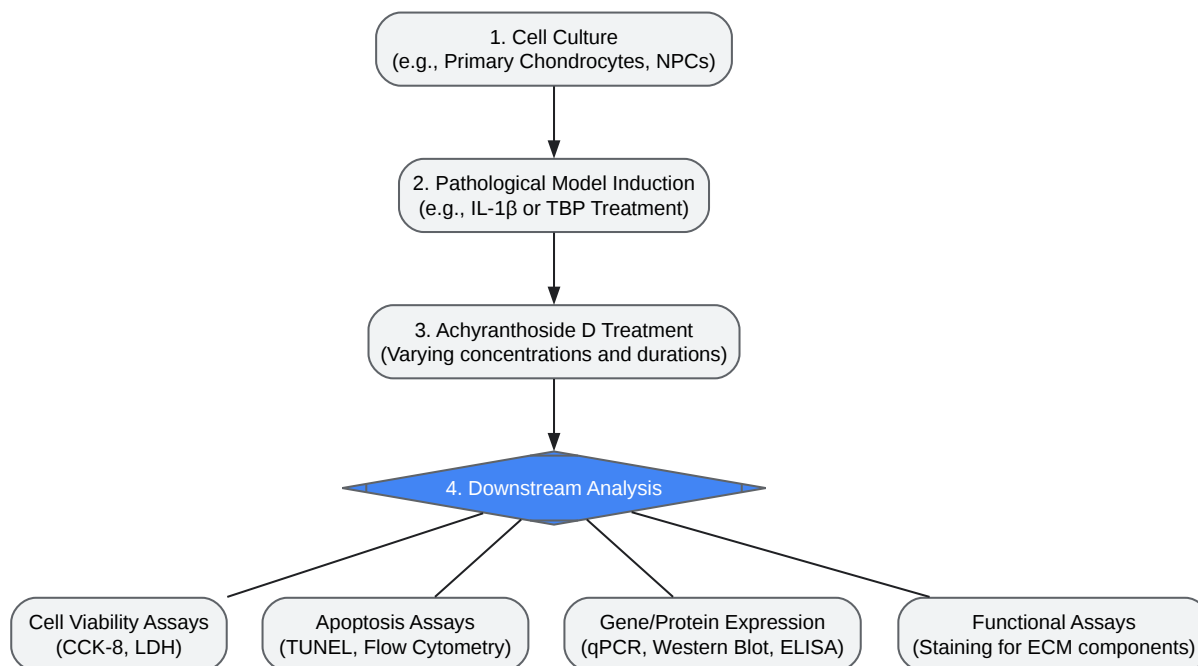 1. Cell Culture
(e.g., Primary Chondrocytes, NPCs)
2. Pathological Model Induction
(e.g., IL-1β or TBP Treatment)
3. Achyranthoside D Treatment
(Varying concentrations and durations)
4. Downstream Analysis
Cell Viability Assays
(CCK-8, LDH)
Apoptosis Assays
(TUNEL, Flow Cytometry)
Gene/Protein Expression
(qPCR, Western Blot, ELISA)
Functional Assays
(Staining for ECM components)